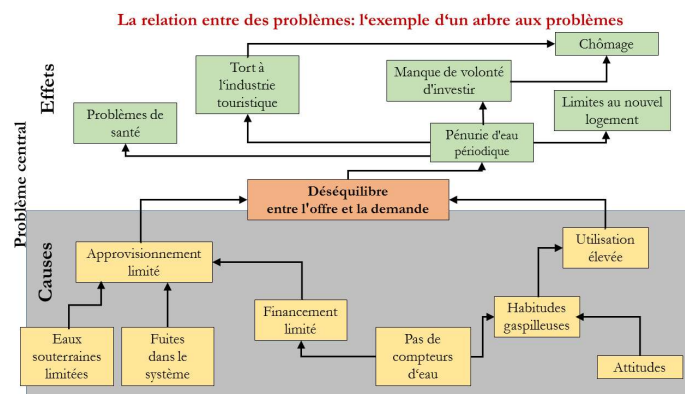 La relation entre des problèmes: l‘exemple d‘un arbre aux problèmes
Effets
Chômage
Tort à
l‘industrie
touristique
Manque de volonté
d'investir
Problèmes de
santé
Limites au nouvel
logement
Pénurie d'eau
périodique
Problème central
Déséquilibre
entre l'offre et la demande
Causes
Approvisionnement
limité
Utilisation
élevée
Financement
limité
Habitudes
gaspilleuses
Eaux
souterraines
limitées
Fuites
dans le
système
Pas de
compteurs
d‘eau
Attitudes